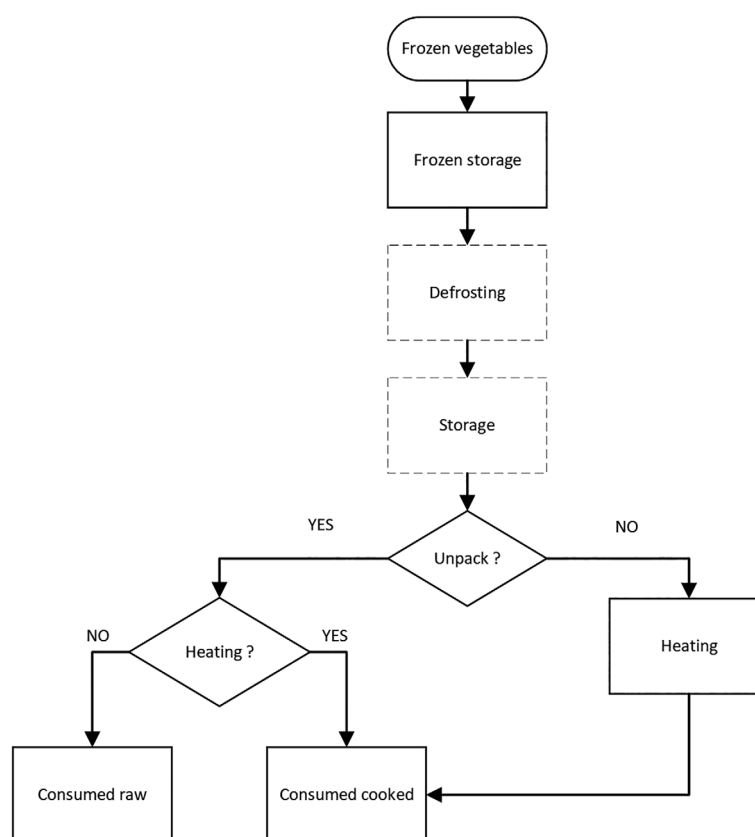 Frozen vegetables
Frozen storage
Defrosting
Storage
YES
NO
Unpack ?
NO
Heating ?
YES
Heating
Consumed raw
Consumed cooked